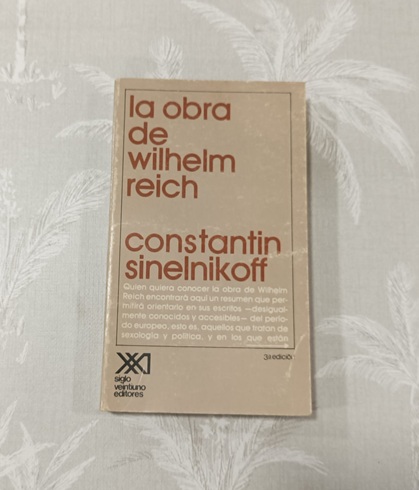 la obra
de
wilhelm
reich
constantin
sinelnikoff
Quien quiera conocer la obra de Wilhelm
Reich encontrará aquí un resumen que per-
mitirá orientarlo en sus escritos —desigual-
mente conocidos y accesibles— del perío-
do europeo, esto es, aquellos que tratan de
sexología y política, y en los que están
3a edición
XXI
siglo
veintiuno
editores